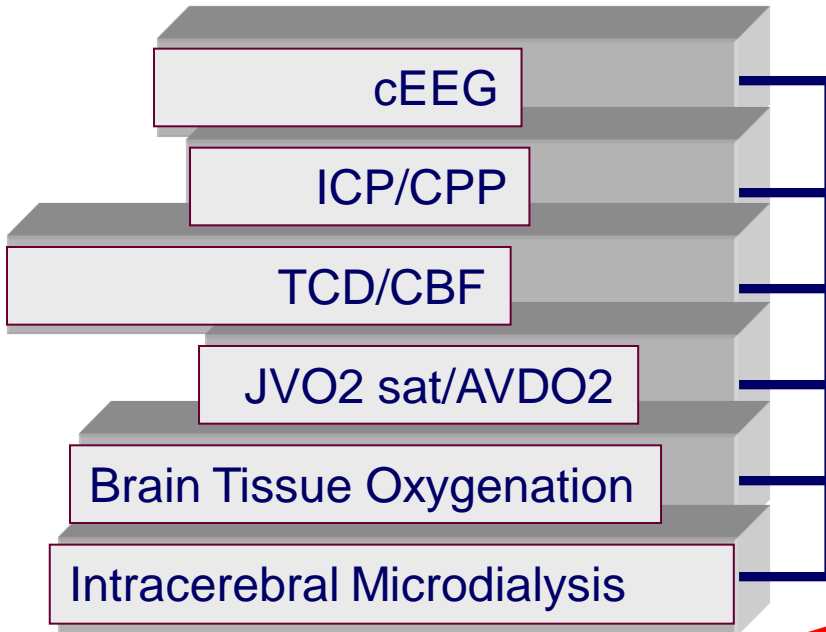 cEEG
ICP/CPP
TCD/CBF
JVO2 sat/AVDO2
Brain Tissue Oxygenation
Intracerebral Microdialysis